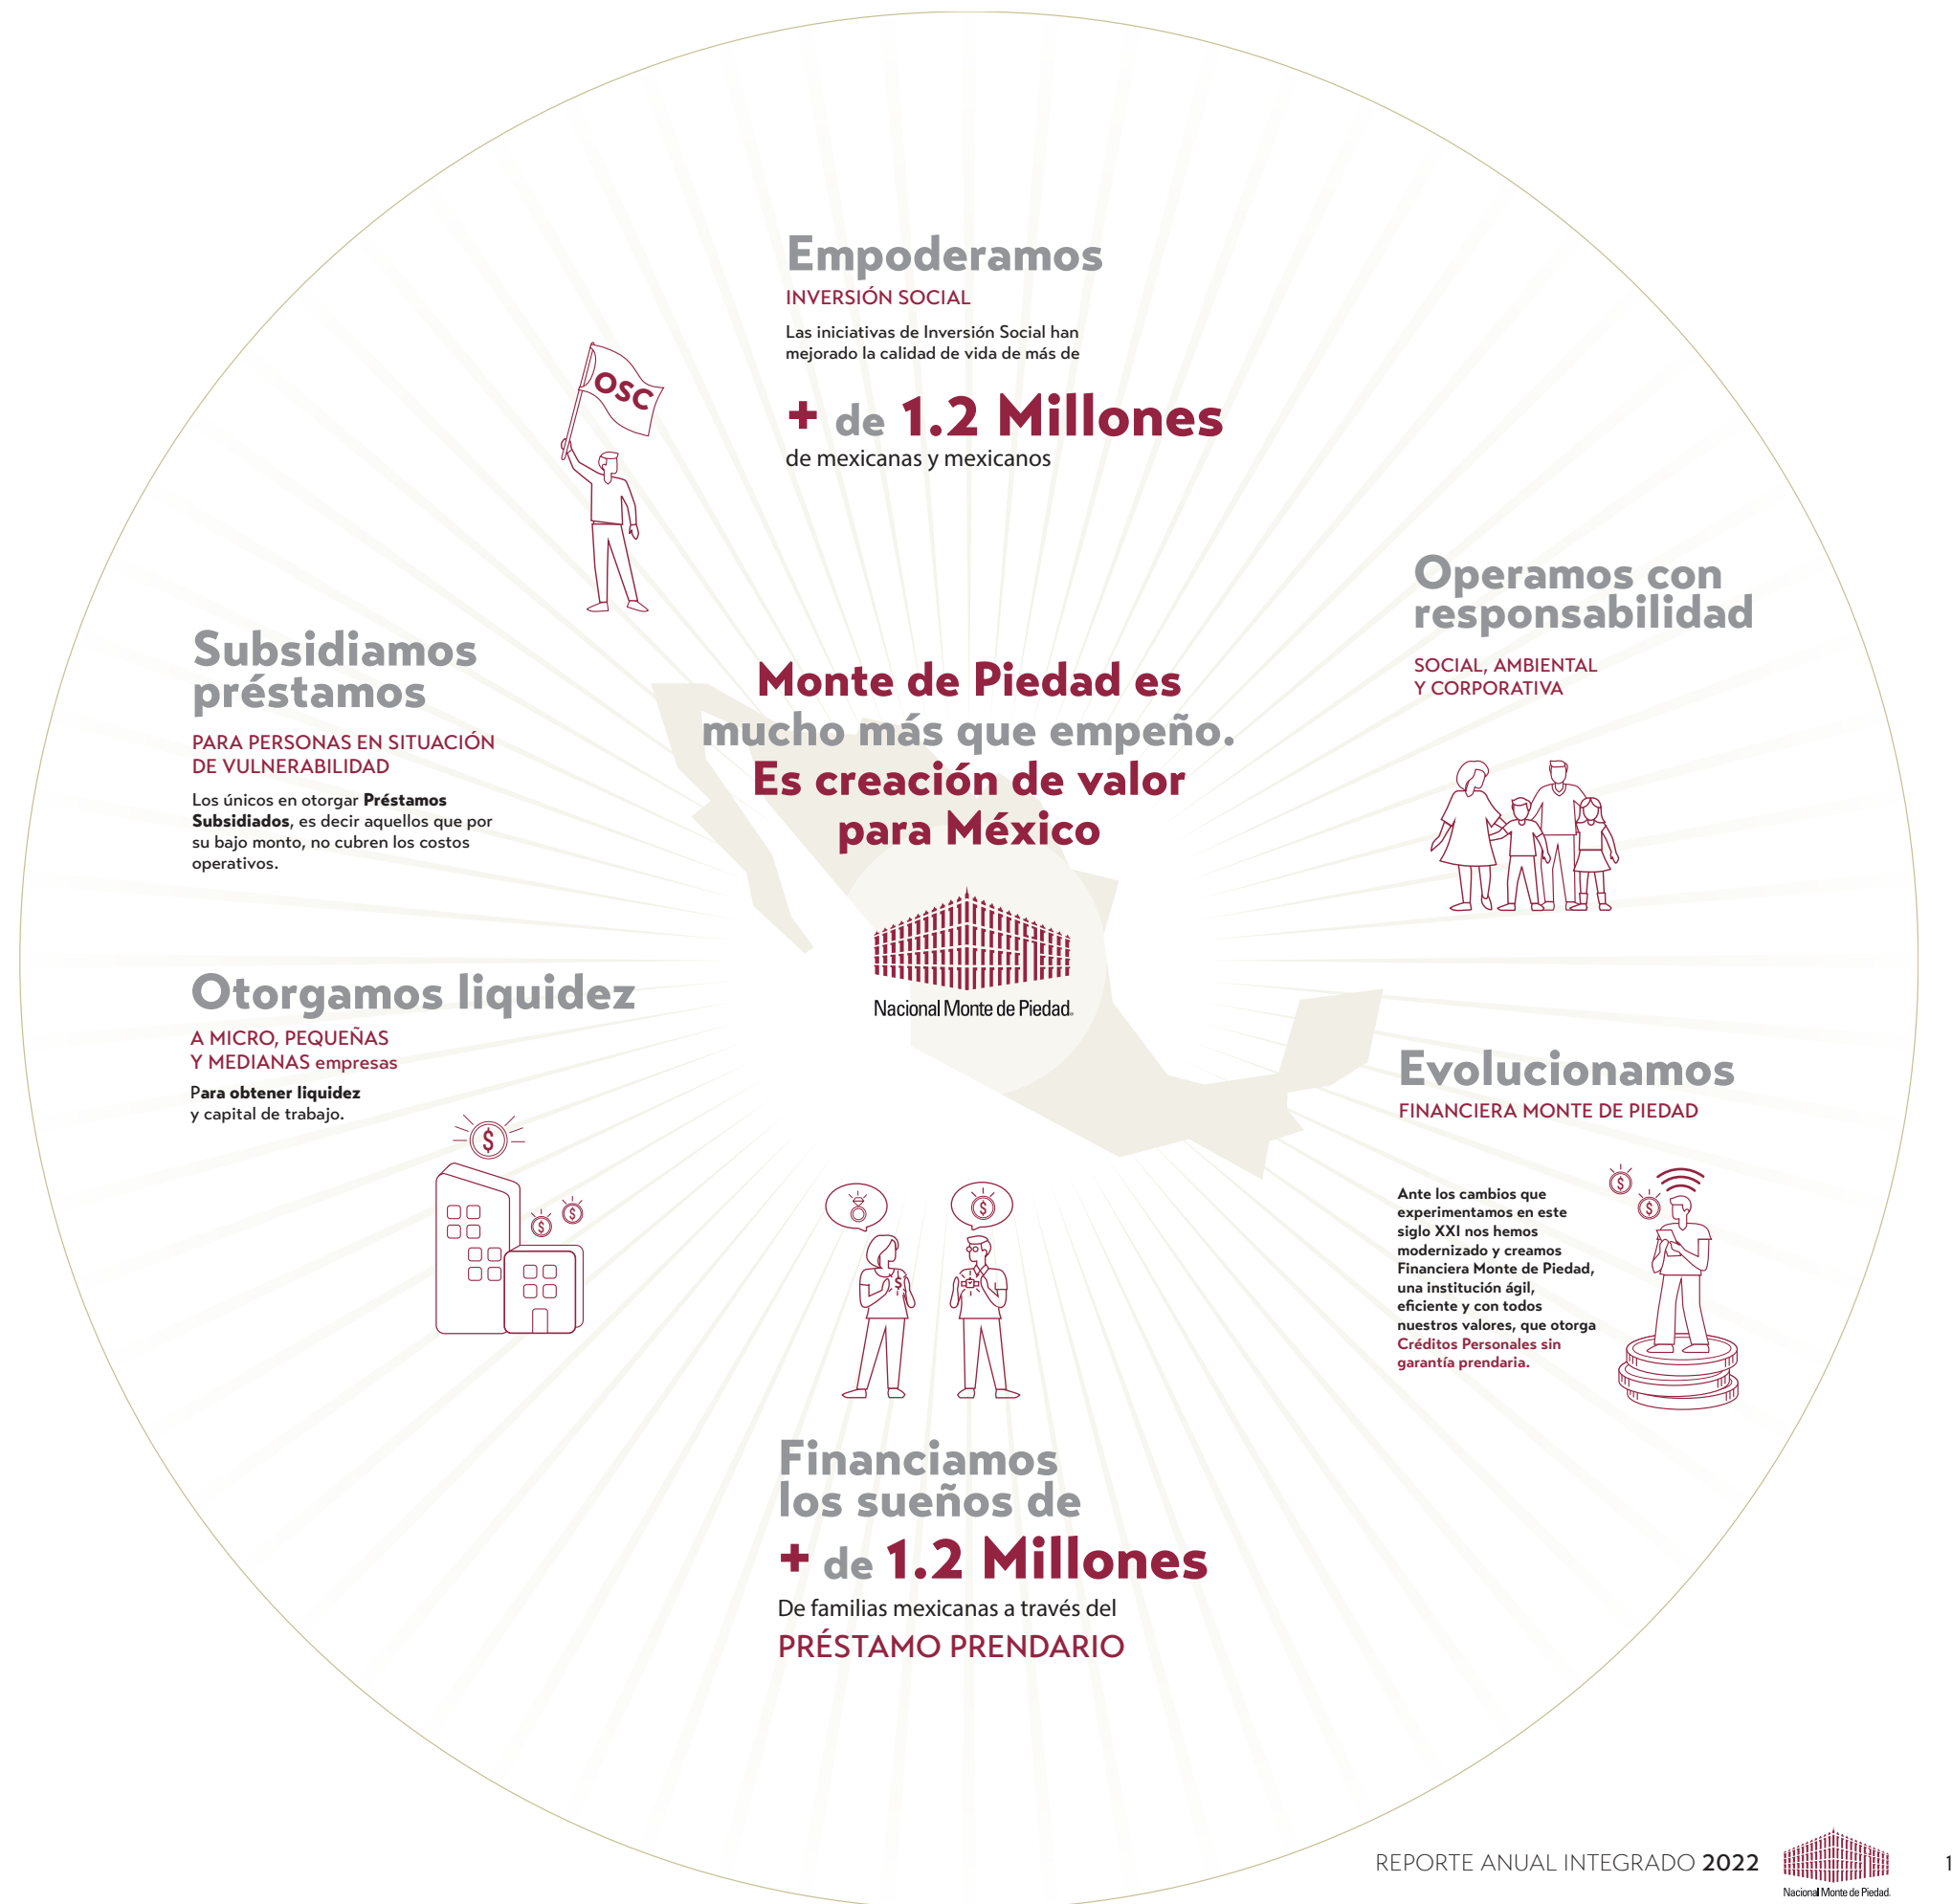 Empoderamos
INVERSIÓN SOCIAL
Las iniciativas de Inversión Social han
mejorado la calidad de vida de más de
+ de 1.2 Millones
de mexicanas y mexicanos
OSC
Operamos con
responsabilidad
SOCIAL, AMBIENTAL
Y CORPORATIVA
Subsidiamos
préstamos
PARA PERSONAS EN SITUACIÓN
DE VULNERABILIDAD
Los únicos en otorgar Préstamos
Subsidiados, es decir aquellos que por
su bajo monto, no cubren los costos
operativos.
Monte de Piedad es
mucho más que empeño.
Es creación de valor
para México
Nacional Monte de Piedad®
Otorgamos liquidez
A MICRO, PEQUEÑAS
Y MEDIANAS empresas
Para obtener liquidez
y capital de trabajo.
$
$
$
Evolucionamos
FINANCIERA MONTE DE PIEDAD
Ante los cambios que
experimentamos en este
siglo XXI nos hemos
modernizado y creamos
Financiera Monte de Piedad,
una institución ágil,
eficiente y con todos
nuestros valores, que otorga
Créditos Personales sin
garantía prendaria.
$
$
$
$
Financiamos
los sueños de
+ de 1.2 Millones
De familias mexicanas a través del
PRÉSTAMO PRENDARIO
REPORTE ANUAL INTEGRADO 2022
Nacional Monte de Piedad.
1